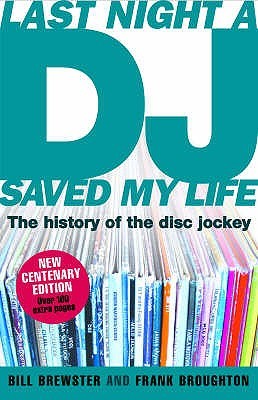 LAST NIGHT A
DJ
SAVED MY LIFE
The history of the disc jockey
NEW
CENTENARY
EDITION
Over 100
extra pages
BILL BREWSTER AND FRANK BROUGHTON